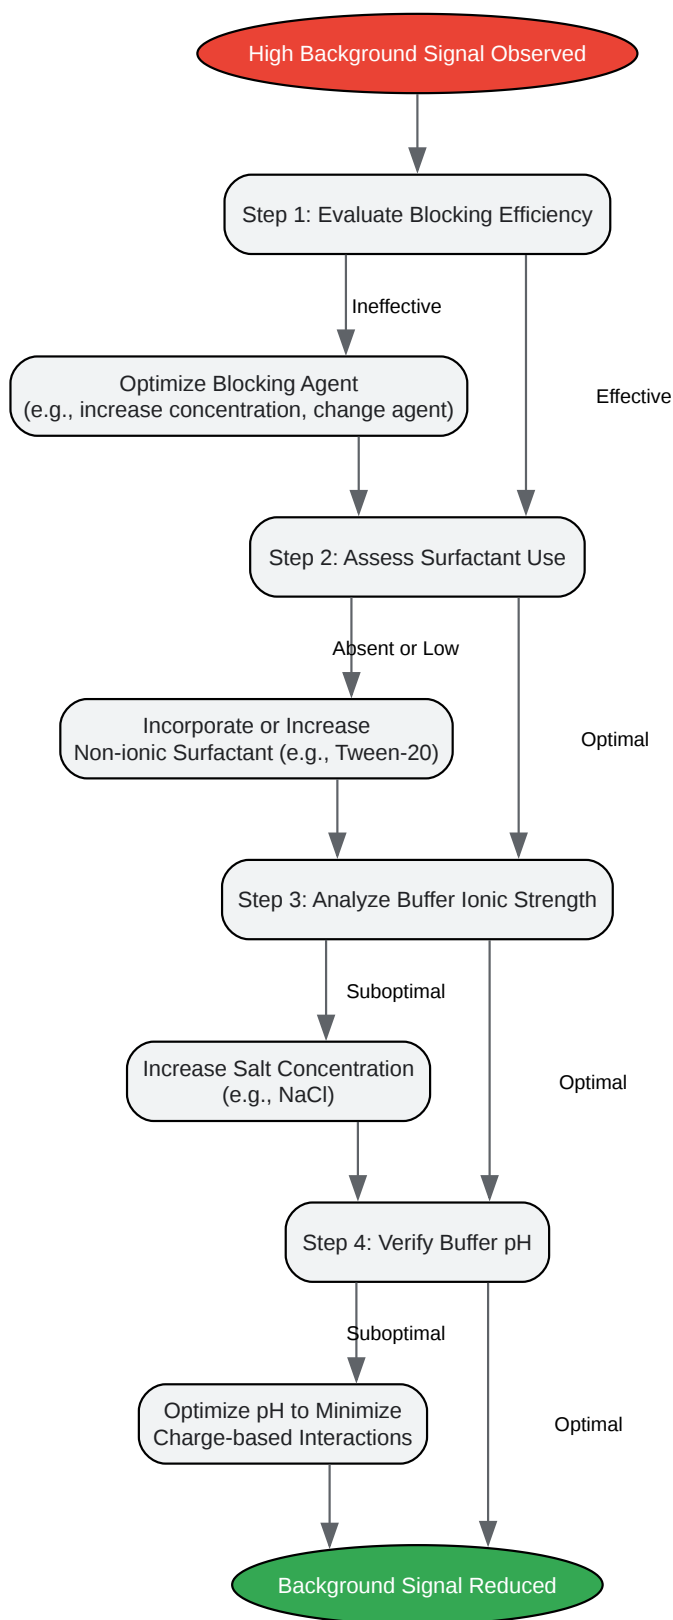 High Background Signal Observed
Step 1: Evaluate Blocking Efficiency
Ineffective
Optimize Blocking Agent
(e.g., increase concentration, change agent)
Effective
Step 2: Assess Surfactant Use
Absent or Low
Incorporate or Increase
Non-ionic Surfactant (e.g., Tween-20)
Optimal
Step 3: Analyze Buffer Ionic Strength
Suboptimal
Increase Salt Concentration
(e.g., NaCl)
Optimal
Step 4: Verify Buffer pH
Suboptimal
Optimize pH to Minimize
Charge-based Interactions
Optimal
Background Signal Reduced